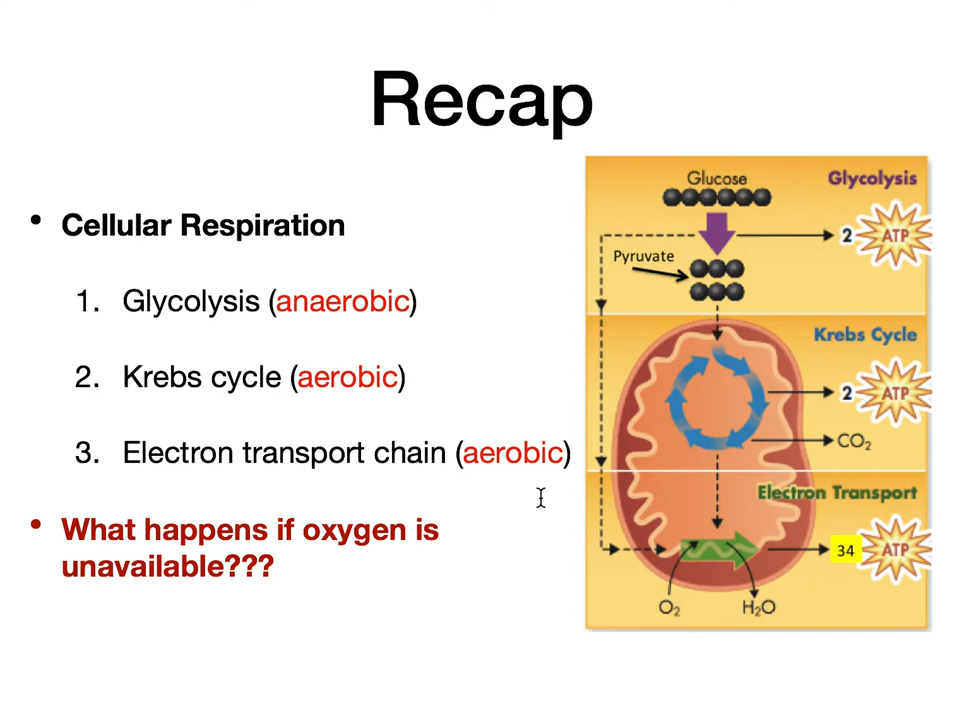 Recap
• Cellular Respiration
1. Glycolysis (anaerobic)
2. Krebs cycle (aerobic)
3. Electron transport chain (aerobic)
• What happens if oxygen is
unavailable???
Glucose
Glycolysis
2 ATP
Pyruvate
Krebs Cycle
2 ATP
CO₂
Electron Transport
34 ATP
O₂
H₂O